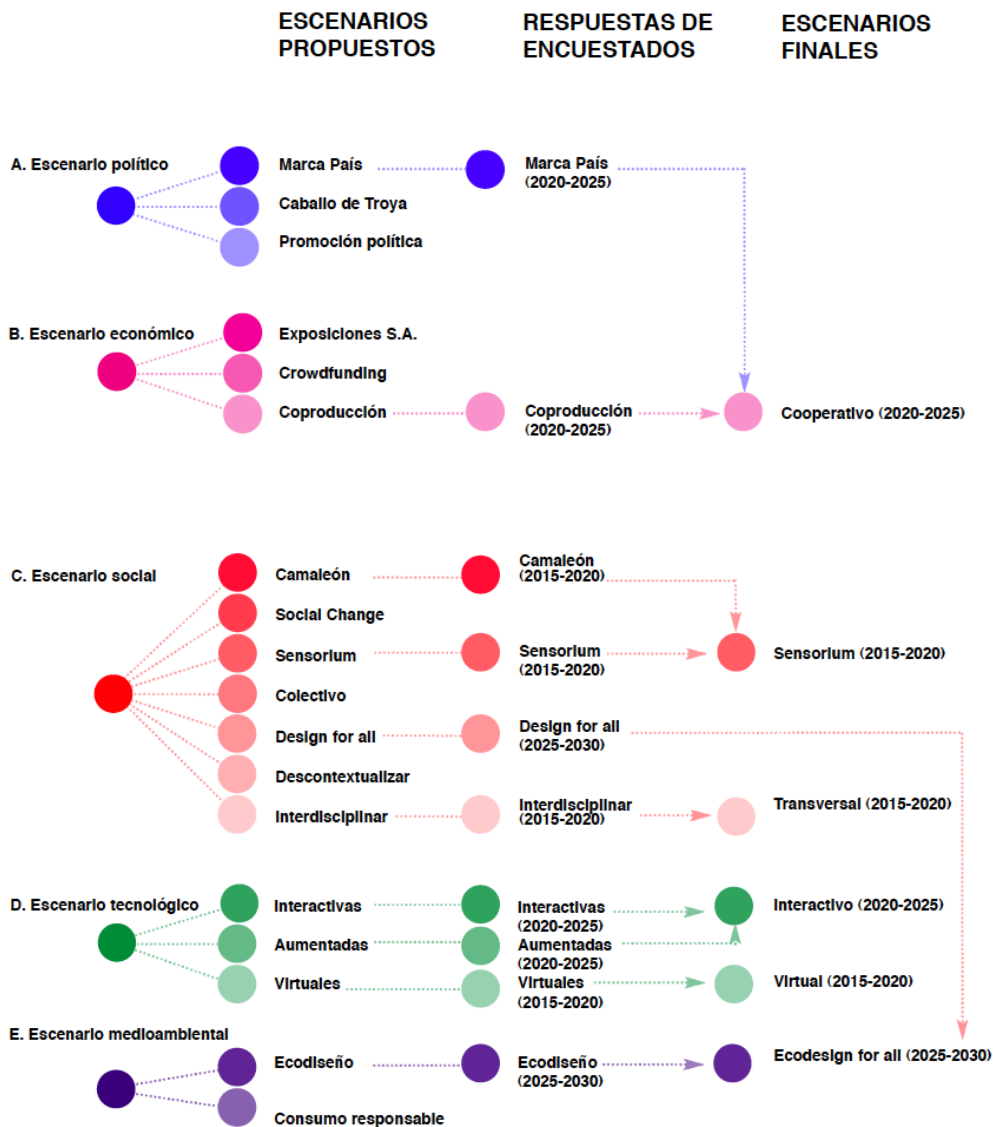 ESCENARIOS
PROPUESTOS
RESPUESTAS DE
ENCUESTADOS
ESCENARIOS
FINALES
A. Escenario político
Marca País
Marca País
(2020-2025)
Caballo de Troya
Promoción política
B. Escenario económico
Exposiciones S.A.
Crowdfunding
Coproducción
Coproducción
(2020-2025)
Cooperativo (2020-2025)
C. Escenario social
Camaleón
Camaleón
(2015-2020)
Social Change
Sensorium
Sensorium
(2015-2020)
Sensorium (2015-2020)
Colectivo
Design for all
Design for all
(2025-2030)
Descontextualizar
Interdisciplinar
Interdisciplinar
(2015-2020)
Transversal (2015-2020)
D. Escenario tecnológico
Interactivas
Interactivas
(2020-2025)
Interactivo (2020-2025)
Aumentadas
Aumentadas
(2020-2025)
Virtuales
Virtuales
(2015-2020)
Virtual (2015-2020)
E. Escenario medioambiental
Ecodiseño
Ecodiseño
(2025-2030)
Ecodesign for all (2025-2030)
Consumo responsable